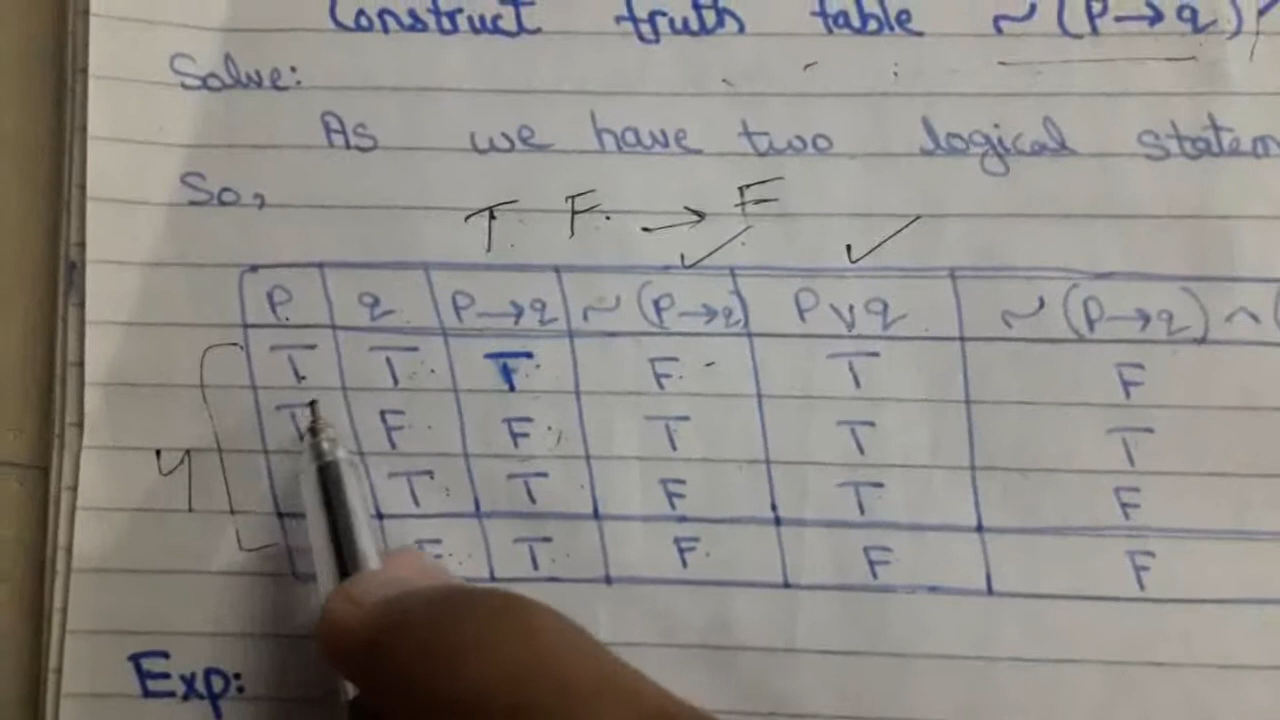 Construct truth table ~(P→q)
Solve:
As we have two logical statem
So,
T F. → F
P q P→q ~(P→q) P∨q ~(P→q) ^(
T T T F T F
T F F T T T
T T F T F
F T F F F
4
Exp: